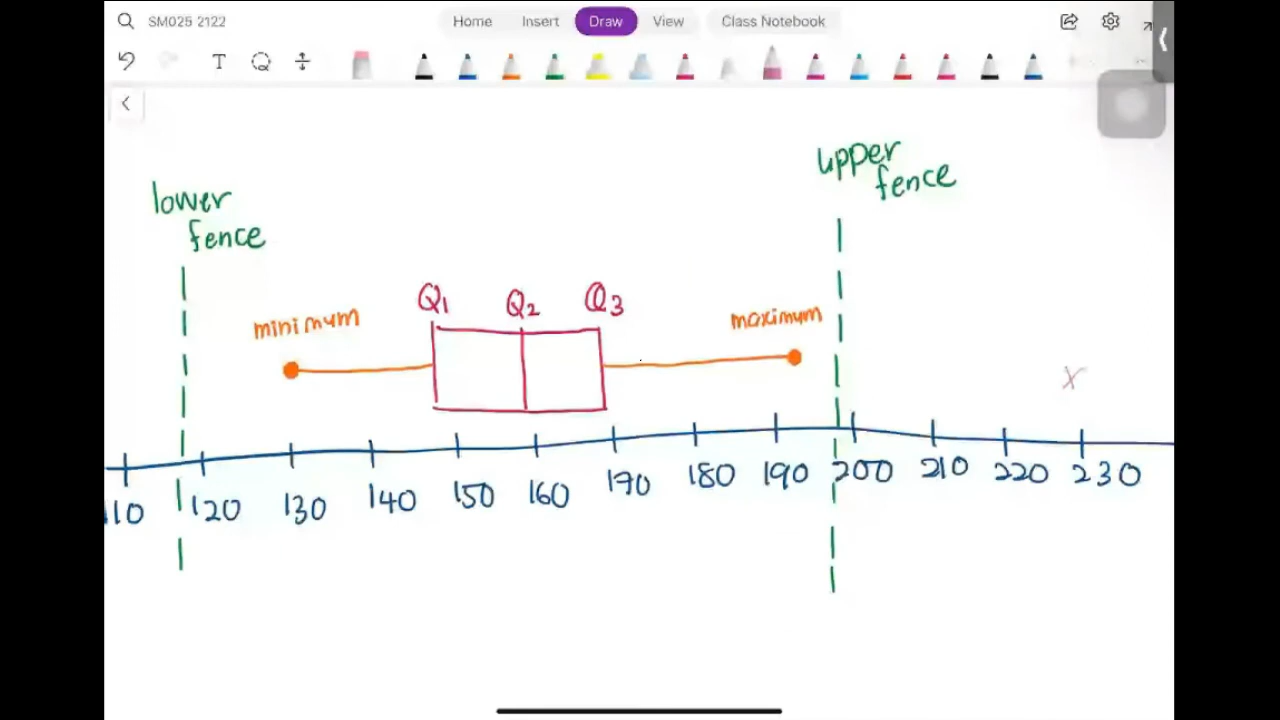 SM025 2122
Home Insert Draw View Class Notebook
T
upper
fence
lower
fence
Q1 Q2 Q3
minimum
maximum
x
110 120 130 140 150 160 170 180 190 200 210 220 230